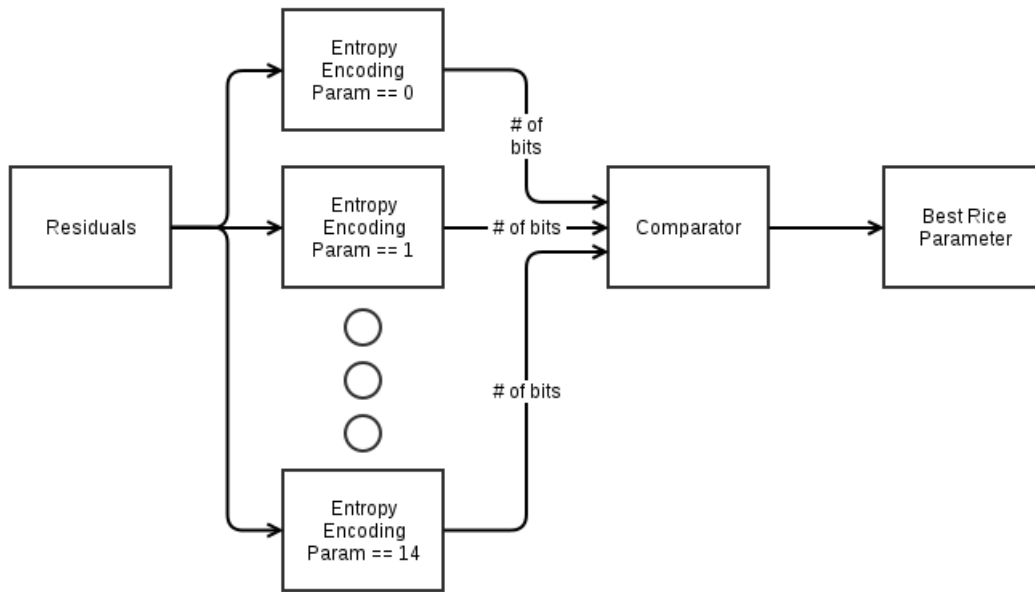 Residuals
Entropy
Encoding
Param == 0
Entropy
Encoding
Param == 1
Entropy
Encoding
Param == 14
# of
bits
# of bits
# of bits
Comparator
Best Rice
Parameter